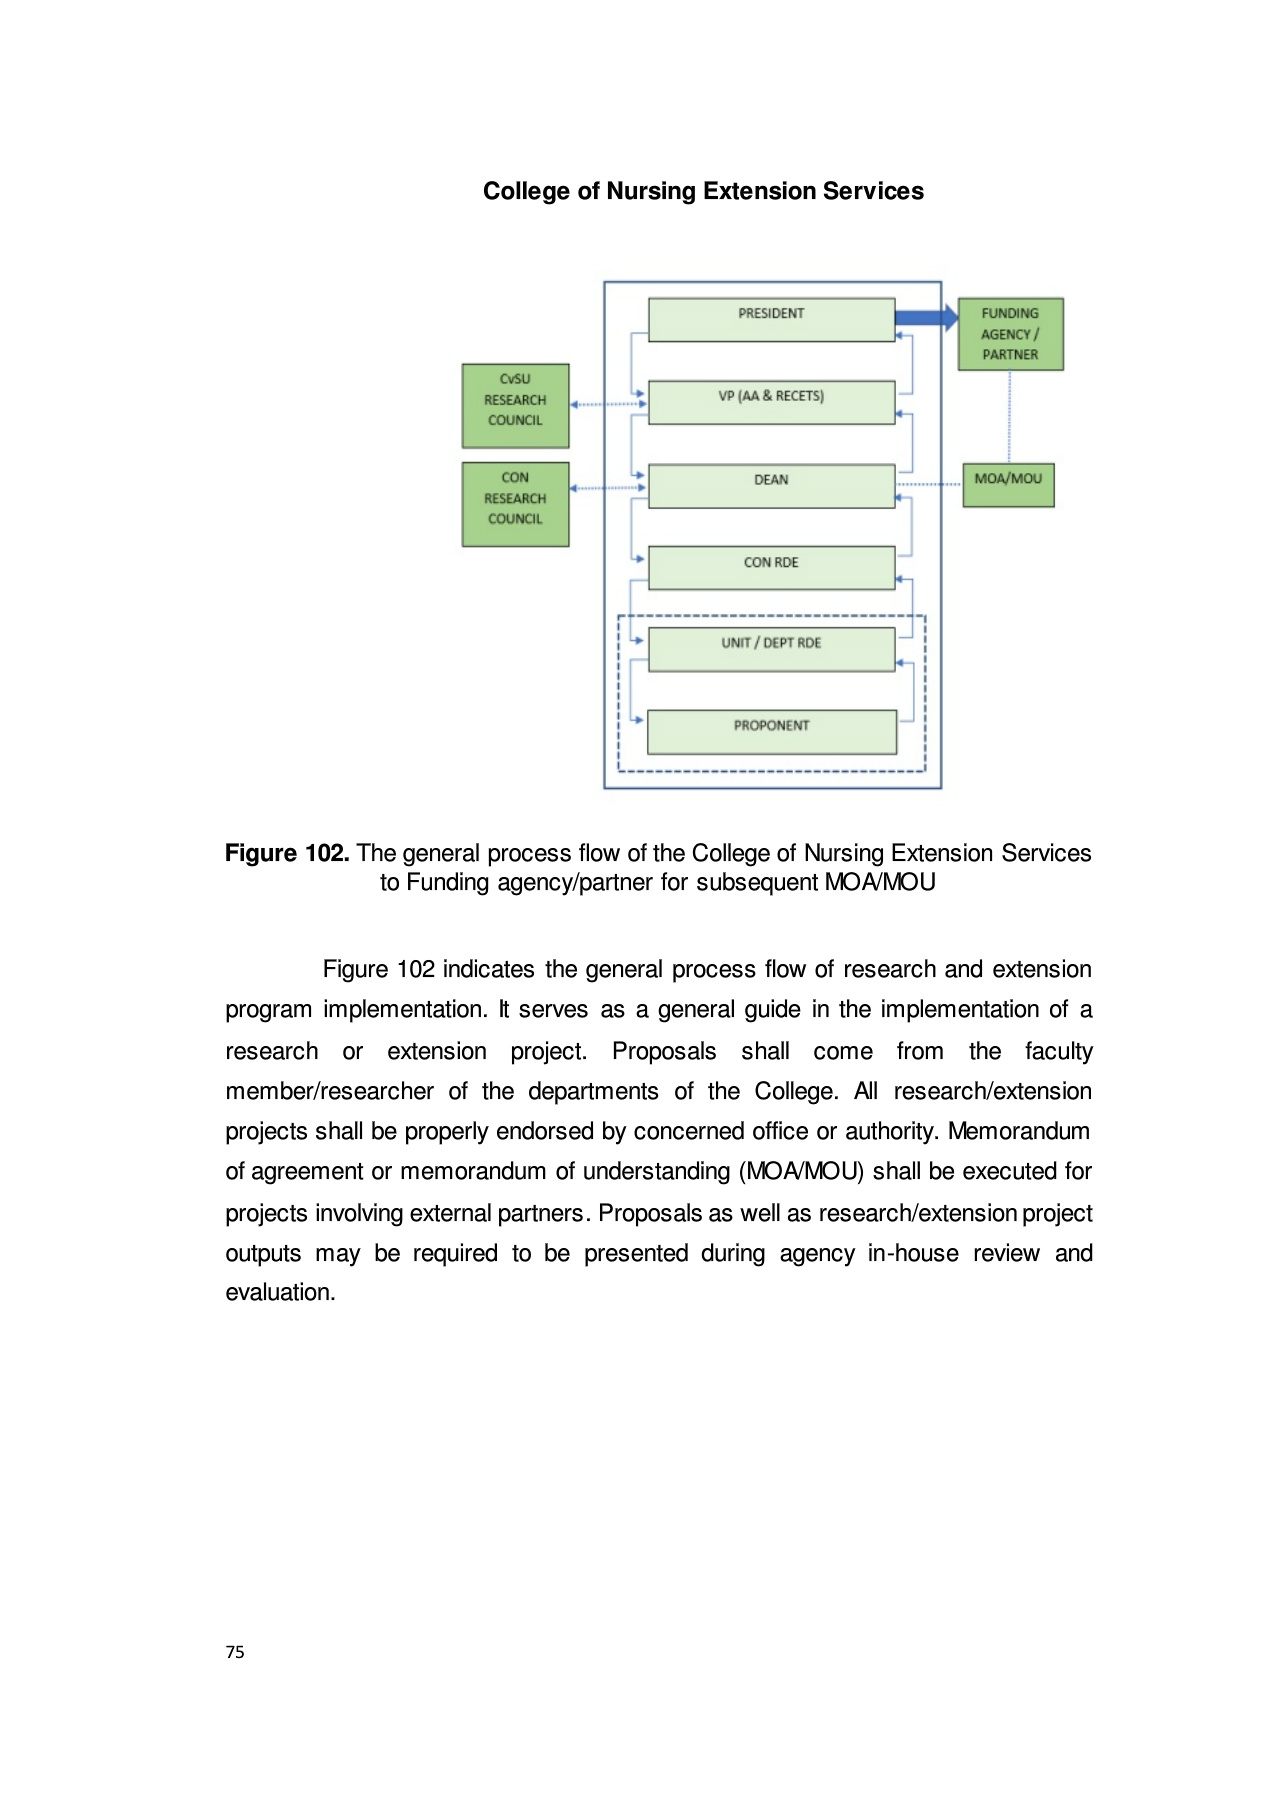 College of Nursing Extension Services
PRESIDENT
FUNDING
AGENCY /
PARTNER
CvSU
RESEARCH
COUNCIL
VP (AA & RECETS)
CON
RESEARCH
COUNCIL
DEAN
MOA/MOU
CON RDE
UNIT / DEPT RDE
PROPONENT
Figure 102. The general process flow of the College of Nursing Extension Services
to Funding agency/partner for subsequent MOA/MOU
Figure 102 indicates the general process flow of research and extension
program implementation. It serves as a general guide in the implementation of a
research or extension project. Proposals shall come from the faculty
member/researcher of the departments of the College. All research/extension
projects shall be properly endorsed by concerned office or authority. Memorandum
of agreement or memorandum of understanding (MOA/MOU) shall be executed for
projects involving external partners. Proposals as well as research/extension project
outputs may be required to be presented during agency in-house review and
evaluation.
75